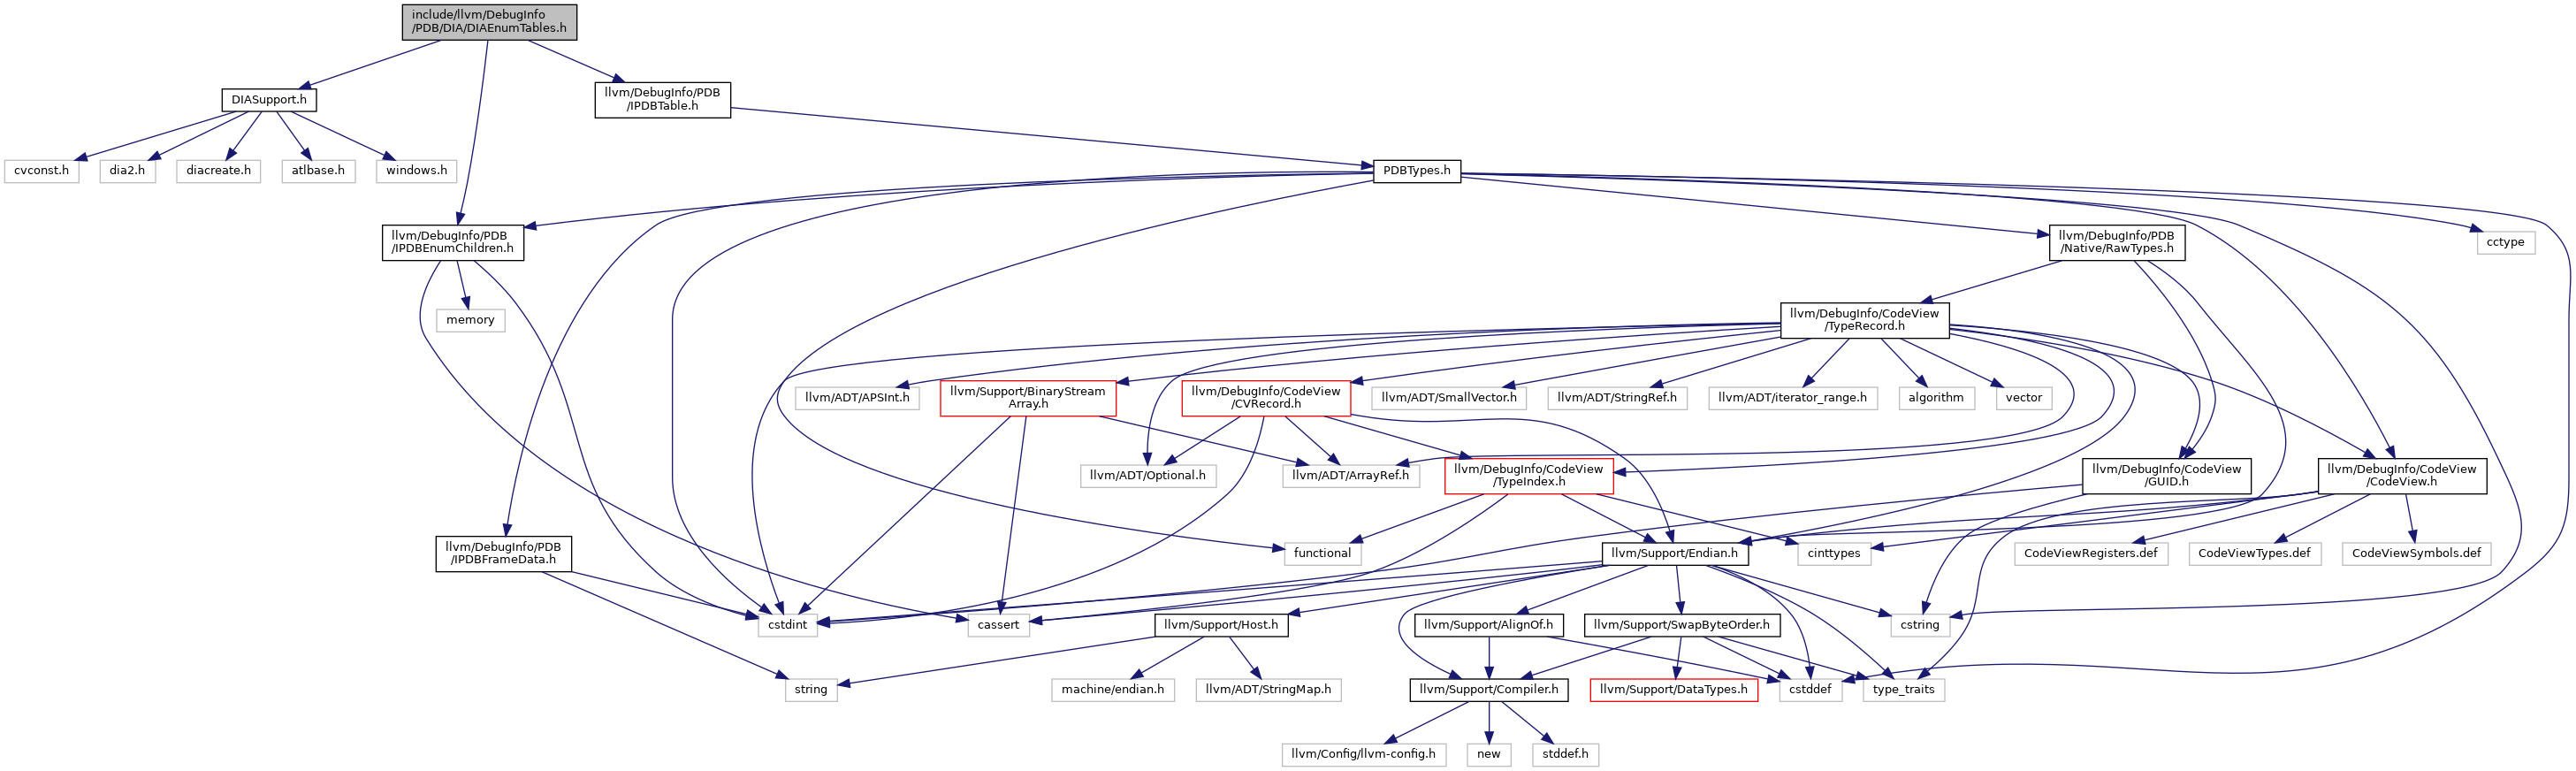 include/llvm/DebugInfo
/PDB/DIA/DIAEnumTables.h
DIASupport.h
llvm/DebugInfo/PDB
/IPDBTable.h
cvconst.h
dia2.h
diacreate.h
atlbase.h
windows.h
PDBTypes.h
llvm/DebugInfo/PDB
/IPDBEnumChildren.h
llvm/DebugInfo/PDB
/Native/RawTypes.h
cctype
memory
llvm/DebugInfo/CodeView
/TypeRecord.h
llvm/ADT/APSInt.h
llvm/Support/BinaryStream
Array.h
llvm/DebugInfo/CodeView
/CVRecord.h
llvm/ADT/SmallVector.h
llvm/ADT/StringRef.h
llvm/ADT/iterator_range.h
algorithm
vector
llvm/ADT/Optional.h
llvm/ADT/ArrayRef.h
llvm/DebugInfo/CodeView
/TypeIndex.h
llvm/DebugInfo/CodeView
/GUID.h
llvm/DebugInfo/CodeView
/CodeView.h
llvm/DebugInfo/PDB
/IPDBFrameData.h
functional
llvm/Support/Endian.h
cinttypes
CodeViewRegisters.def
CodeViewTypes.def
CodeViewSymbols.def
cstdint
cassert
llvm/Support/Host.h
llvm/Support/AlignOf.h
llvm/Support/SwapByteOrder.h
cstring
string
machine/endian.h
llvm/ADT/StringMap.h
llvm/Support/Compiler.h
llvm/Support/DataTypes.h
cstddef
type_traits
llvm/Config/llvm-config.h
new
stddef.h